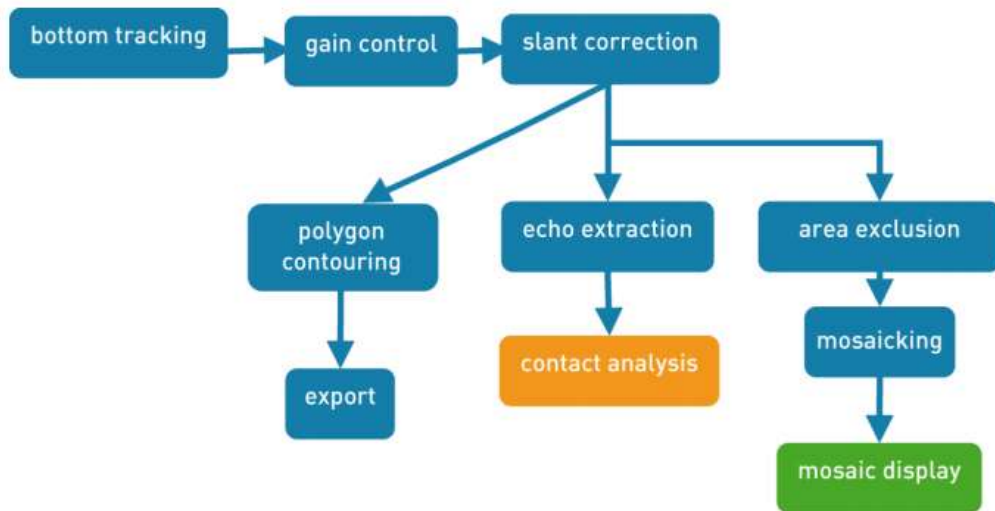 bottom tracking
gain control
slant correction
polygon
contouring
echo extraction
area exclusion
mosaicking
export
contact analysis
mosaic display